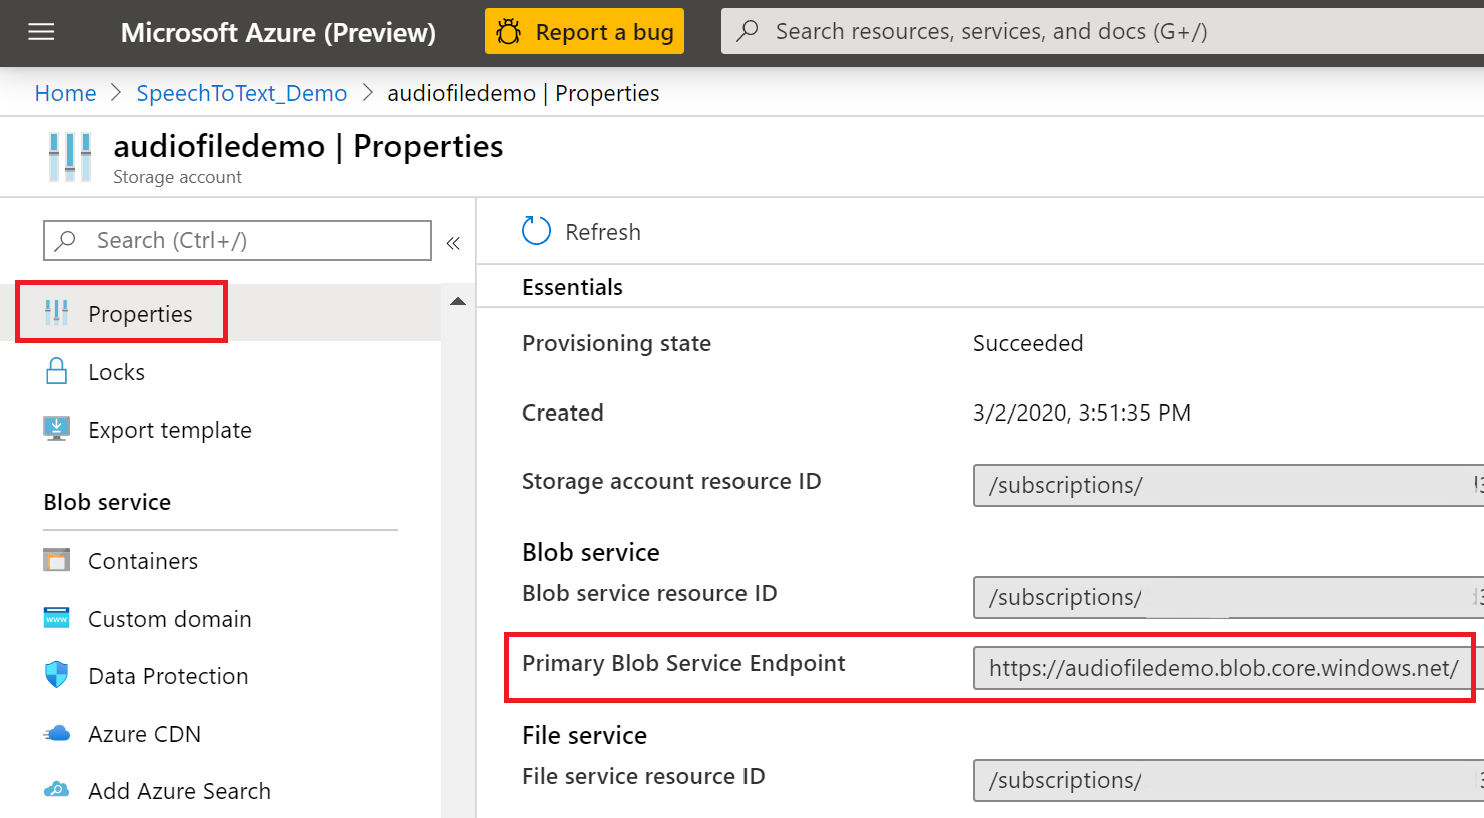 Microsoft Azure (Preview)
Report a bug
Search resources, services, and docs (G+/)
Home > SpeechToText_Demo > audiofiledemo | Properties
audiofiledemo | Properties
Storage account
Search (Ctrl+/)
«
Properties
Locks
Export template
Blob service
Containers
Custom domain
Data Protection
Azure CDN
Add Azure Search
Refresh
Essentials
Provisioning state
Succeeded
Created
3/2/2020, 3:51:35 PM
Storage account resource ID
/subscriptions/
Blob service
Blob service resource ID
/subscriptions/
Primary Blob Service Endpoint
https://audiofiledemo.blob.core.windows.net/
File service
File service resource ID
/subscriptions/